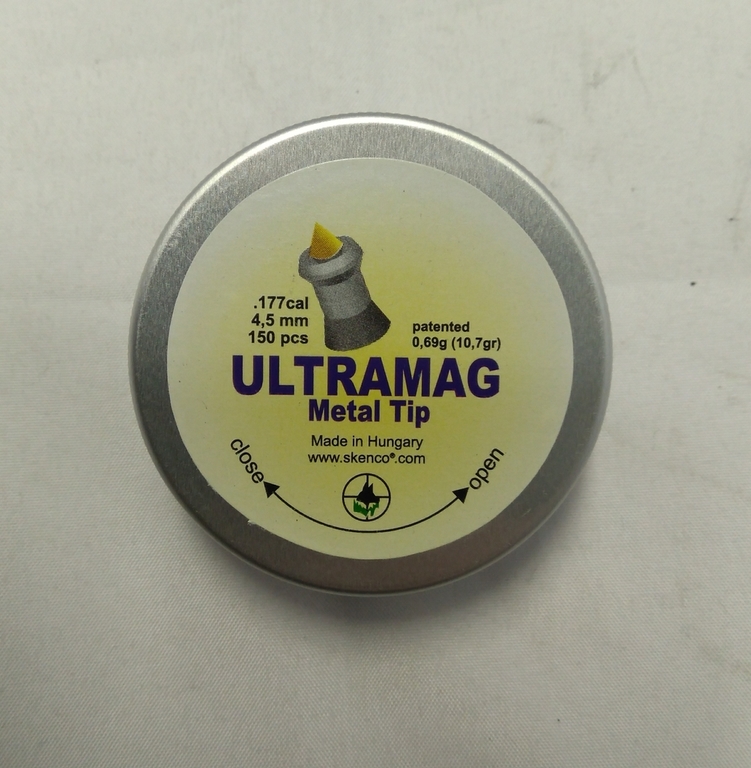 .177cal
4,5 mm
150 pcs
patented
0,69g (10,7gr)
ULTRAMAG
Metal Tip
Made in Hungary
www.skenco®.com
close
open